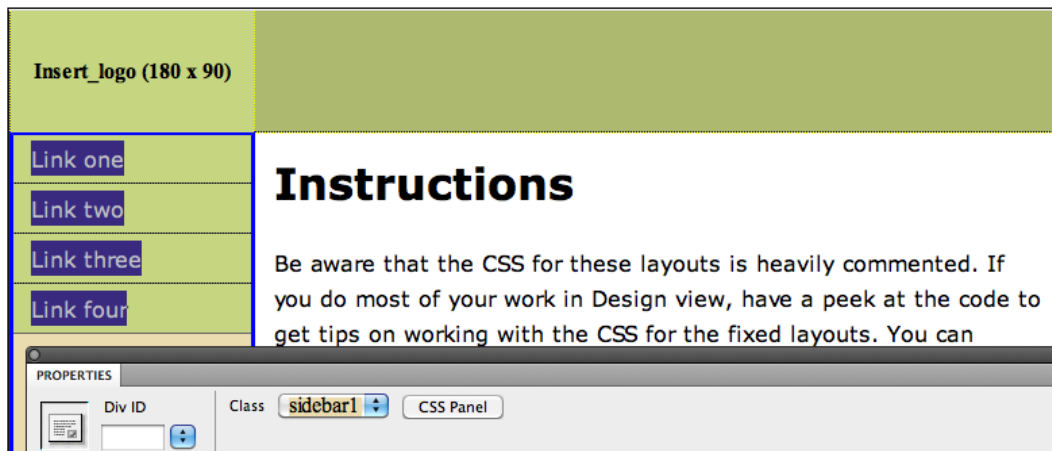 Insert_logo (180 x 90)
Link one
Link two
Link three
Link four
Instructions
Be aware that the CSS for these layouts is heavily commented. If
you do most of your work in Design view, have a peek at the code to
get tips on working with the CSS for the fixed layouts. You can
PROPERTIES
Div ID
Class sidebar1 CSS Panel